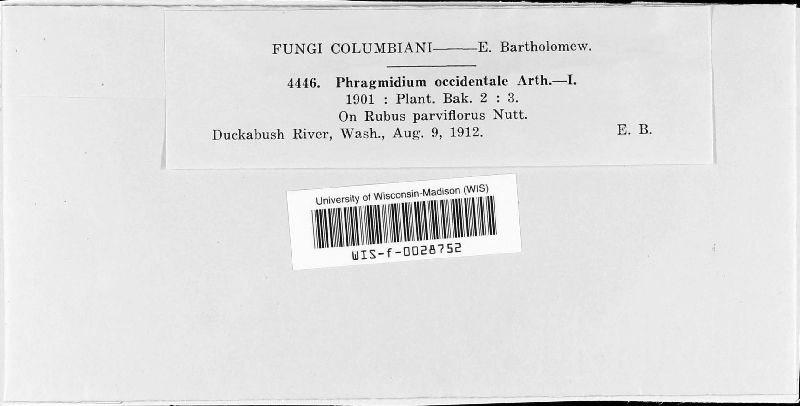 FUNGI COLUMBIANI——E. Bartholomew.
4446. Phragmidium occidentale Arth.—I.
1901 : Plant. Bak. 2 : 3.
On Rubus parviflorus Nutt.
Duckabush River, Wash., Aug. 9, 1912. E. B.
University of Wisconsin-Madison (WIS)
WIS-f-0028752